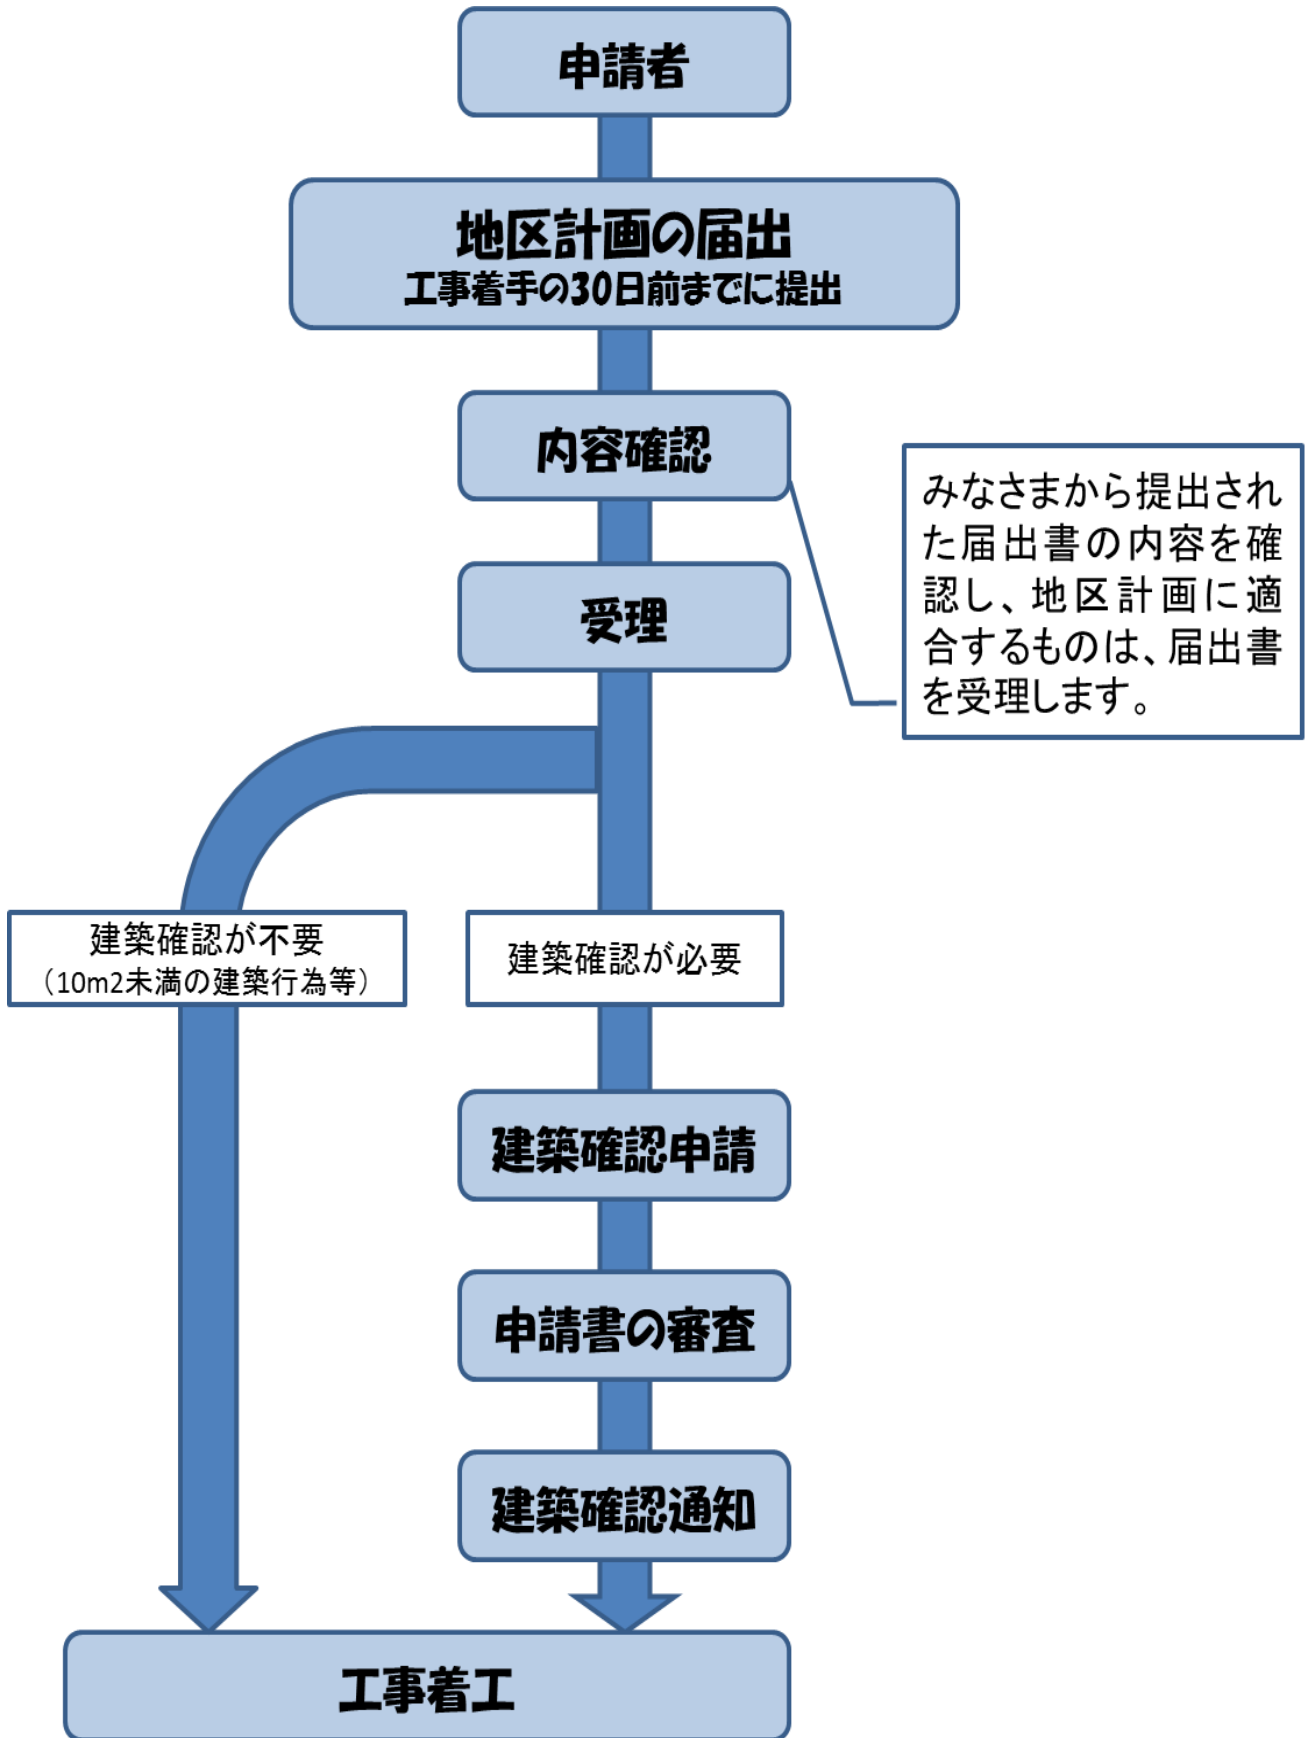 申請者
地区計画の届出
工事着手の30日前までに提出
内容確認
みなさまから提出され
た届出書の内容を確
認し、地区計画に適
合するものは、届出書
を受理します。
受理
建築確認が不要
（10m2未満の建築行為等）
建築確認が必要
建築確認申請
申請書の審査
建築確認通知
工事着工